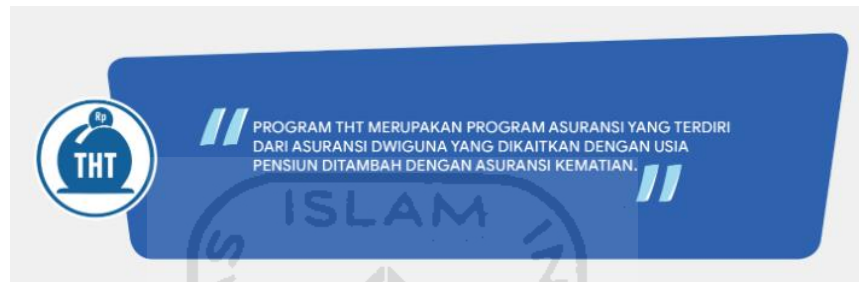 Rp
THT
PROGRAM THT MERUPAKAN PROGRAM ASURANSI YANG TERDIRI
DARI ASURANSI DWIGUNA YANG DIKAITKAN DENGAN USIA
PENSIUN DITAMBAH DENGAN ASURANSI KEMATIAN.
ISLAM